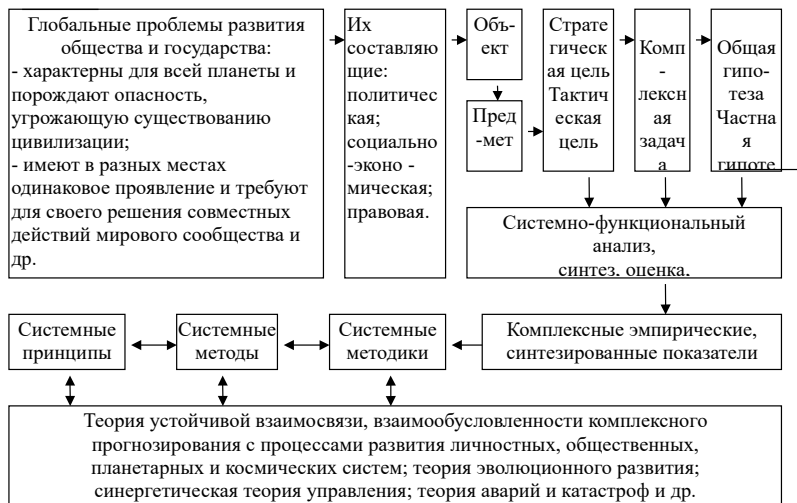 Глобальные проблемы развития
общества и государства:
- характерны для всей планеты и
порождают опасность,
угрожающую существованию
цивилизации;
- имеют в разных местах
одинаковое проявление и требуют
для своего решения совместных
действий мирового сообщества и
др.
Их
составляю
щие:
политичес
кая;
социально
-эконо -
мическая;
правовая.
Объ-
ект
Пред
-мет
Страте
гическа
ая цель
Тактич
еская
цель
Комп
-
лексн
ая
задач
а
Общая
гипо-
теза
Частна
я
гипоте
Системно-функциональный
анализ,
синтез, оценка,
Системные
принципы
Системные
методы
Системные
методики
Комплексные эмпирические,
синтезированные показатели
Теория устойчивой взаимосвязи, взаимообусловленности комплексного
прогнозирования с процессами развития личностных, общественных,
планетарных и космических систем; теория эволюционного развития;
синергетическая теория управления; теория аварий и катастроф и др.